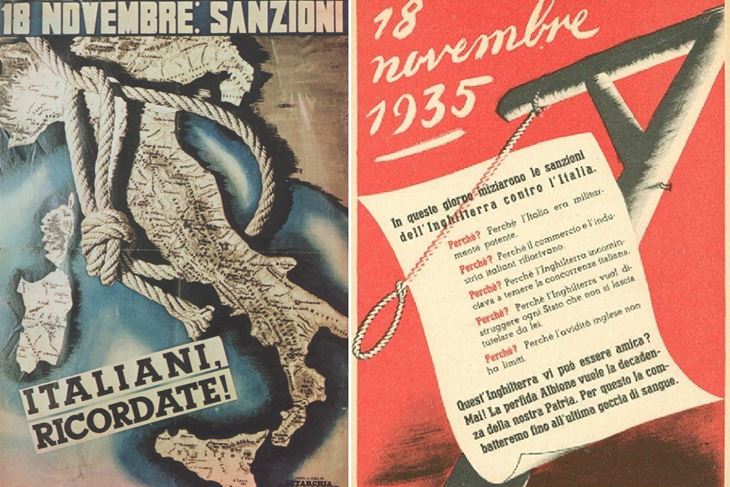 18 NOVEMBRE: SANZIONI
ITALIANI,
RICORDATE!
18
novembre
1935
In questo giorno iniziarono le sanzioni
dell'Inghilterra contro l'Italia.
Perchè? Perchè l'Italia era militar-
mente potente.
Perchè? Perchè il commercio e l'indu-
stria italiani rifiorivano.
Perchè? Perchè l'Inghilterra incomin-
ciava a temere la concorrenza italiana.
Perchè? Perchè l'Inghilterra vuol di-
struggere ogni Stato che non si lascia
tutelare da lei.
Perchè? Perchè l'avidità inglese non
ha limiti.
Quest'Inghilterra vi può essere amica?
Mai! La perfida Albione vuole la decaden-
za della nostra Patria. Per questo la com-
batteremo fino all'ultima goccia di sangue.